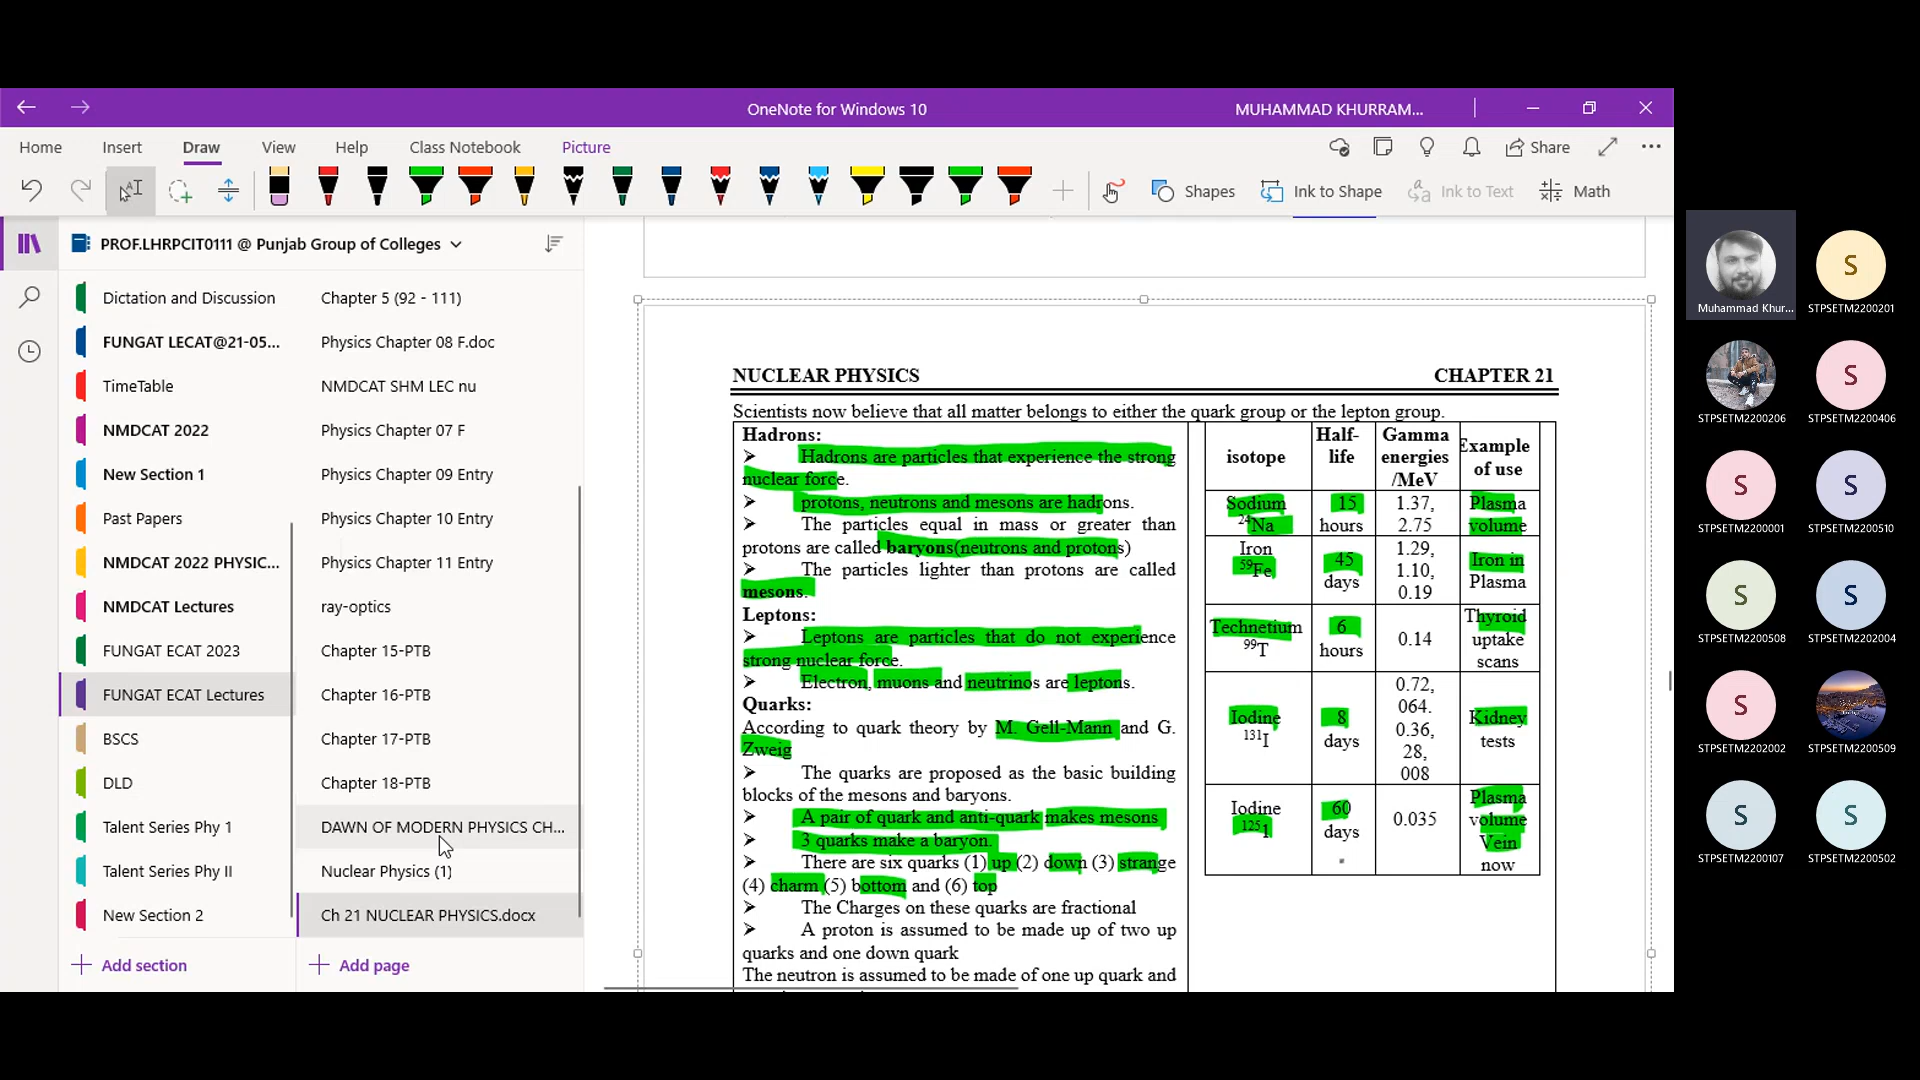 OneNote for Windows 10
MUHAMMAD KHURRAM...
Home Insert Draw View Help Class Notebook Picture
Share
Shapes Ink to Shape Ink to Text Math
PROF.LHRPCIT0111 @ Punjab Group of Colleges
Dictation and Discussion
FUNGAT LECAT@21-05...
TimeTable
NMDCAT 2022
New Section 1
Past Papers
NMDCAT 2022 PHYSIC...
NMDCAT Lectures
FUNGAT ECAT 2023
FUNGAT ECAT Lectures
BSCS
DLD
Talent Series Phy 1
Talent Series Phy II
New Section 2
Add section
Chapter 5 (92 - 111)
Physics Chapter 08 F.doc
NMDCAT SHM LEC nu
Physics Chapter 07 F
Physics Chapter 09 Entry
Physics Chapter 10 Entry
Physics Chapter 11 Entry
ray-optics
Chapter 15-PTB
Chapter 16-PTB
Chapter 17-PTB
Chapter 18-PTB
DAWN OF MODERN PHYSICS CH...
Nuclear Physics (1)
Ch 21 NUCLEAR PHYSICS.docx
Add page
NUCLEAR PHYSICS CHAPTER 21
Scientists now believe that all matter belongs to either the quark group or the lepton group.
Hadrons:
➢ Hadrons are particles that experience the strong
nuclear force.
➢ protons, neutrons and mesons are hadrons.
➢ The particles equal in mass or greater than
protons are called baryons(neutrons and protons)
➢ The particles lighter than protons are called
mesons.
Leptons:
➢ Leptons are particles that do not experience
strong nuclear force.
➢ Electron, muons and neutrinos are leptons.
Quarks:
According to quark theory by M. Gell-Mann and G.
Zweig
➢ The quarks are proposed as the basic building
blocks of the mesons and baryons.
➢ A pair of quark and anti-quark makes mesons
➢ 3 quarks make a baryon.
➢ There are six quarks (1) up (2) down (3) strange
(4) charm (5) bottom and (6) top
➢ The Charges on these quarks are fractional
➢ A proton is assumed to be made up of two up
quarks and one down quark
The neutron is assumed to be made of one up quark and
isotope
Half-
life
Gamma
energies
/MeV
Example
of use
Sodium
24Na
15
hours
1.37,
2.75
Plasma
volume
Iron
59Fe
45
days
1.29,
1.10,
0.19
Iron in
Plasma
Technetium
99T
6
hours
0.14
Thyroid
uptake
scans
Iodine
131I
8
days
0.72,
064.
0.36,
28,
008
Kidney
tests
Iodine
125I
60
days
0.035
Plasma
volume
Vein
now
Muhammad Khur...
S
STPSETM2200201
STPSETM2200206
S
STPSETM2200406
S
STPSETM2200001
S
STPSETM2200510
S
STPSETM2200508
S
STPSETM2202004
S
STPSETM2202002
STPSETM2200509
S
STPSETM2200107
S
STPSETM2200502